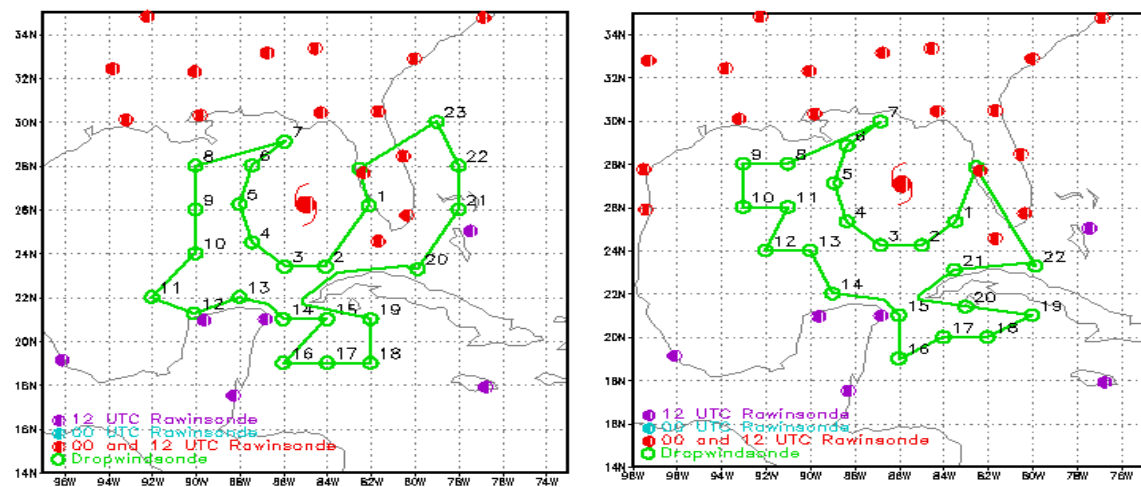 34N
32N
30N
28N
26N
24N
22N
20N
18N
16N
14N
96W 94W 92W 90W 88W 86W 84W 82W 80W 78W 76W 74W
1
2
3
4
5
6
7
8
9
10
11
12
13
14
15
16
17
18
19
20
21
22
23
12 UTC Rawinsonde
00 UTC Rawinsonde
00 and 12 UTC Rawinsonde
Dropwindsonde
34N
32N
30N
28N
26N
24N
22N
20N
18N
16N
14N
98W 96W 94W 92W 90W 88W 86W 84W 82W 80W 78W 76W
1
2
3
4
5
6
7
8
9
10
11
12
13
14
15
16
17
18
19
20
21
22
12 UTC Rawinsonde
00 UTC Rawinsonde
00 and 12 UTC Rawinsonde
Dropwindsonde